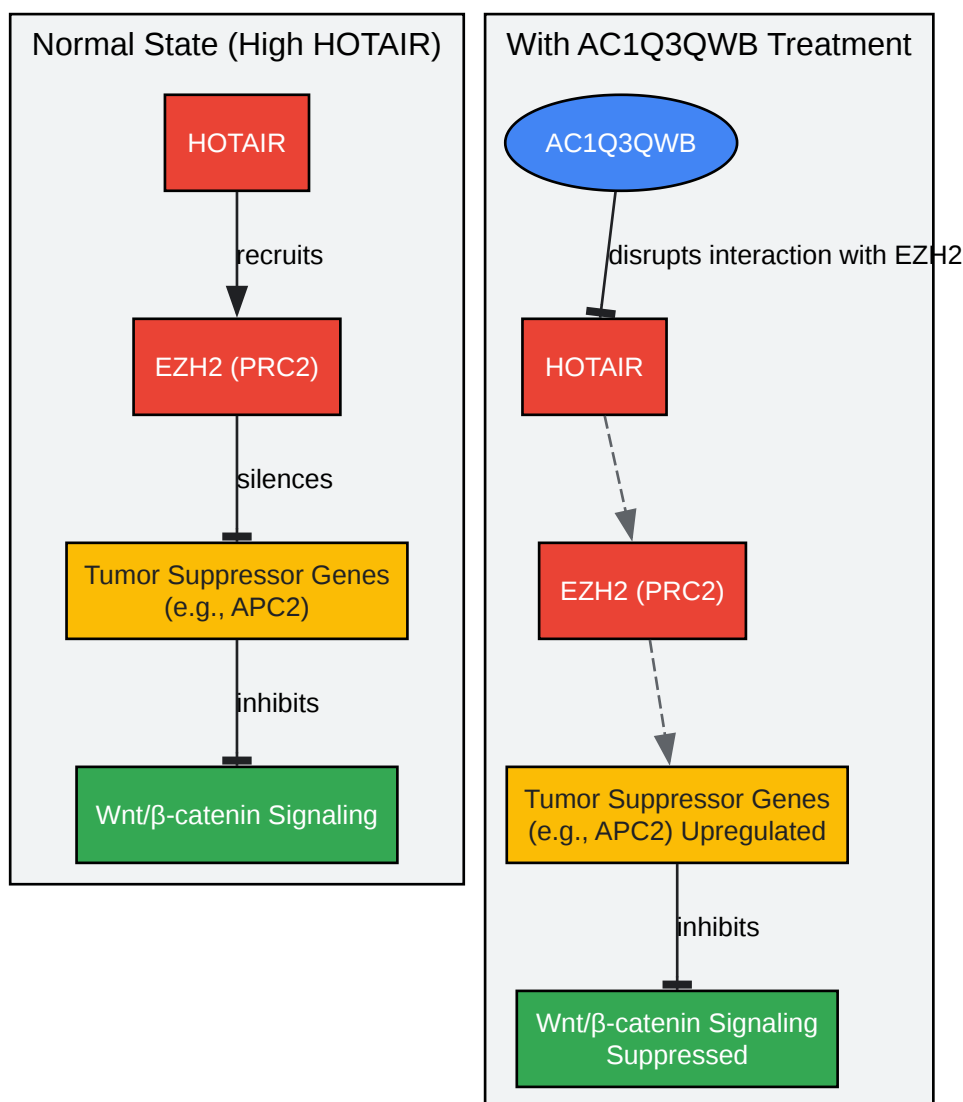 Normal State (High HOTAIR)
HOTAIR
recruits
EZH2 (PRC2)
silences
Tumor Suppressor Genes
(e.g., APC2)
inhibits
Wnt/β-catenin Signaling
With AC1Q3QWB Treatment
AC1Q3QWB
disrupts interaction with EZH2
HOTAIR
EZH2 (PRC2)
Tumor Suppressor Genes
(e.g., APC2) Upregulated
inhibits
Wnt/β-catenin Signaling
Suppressed